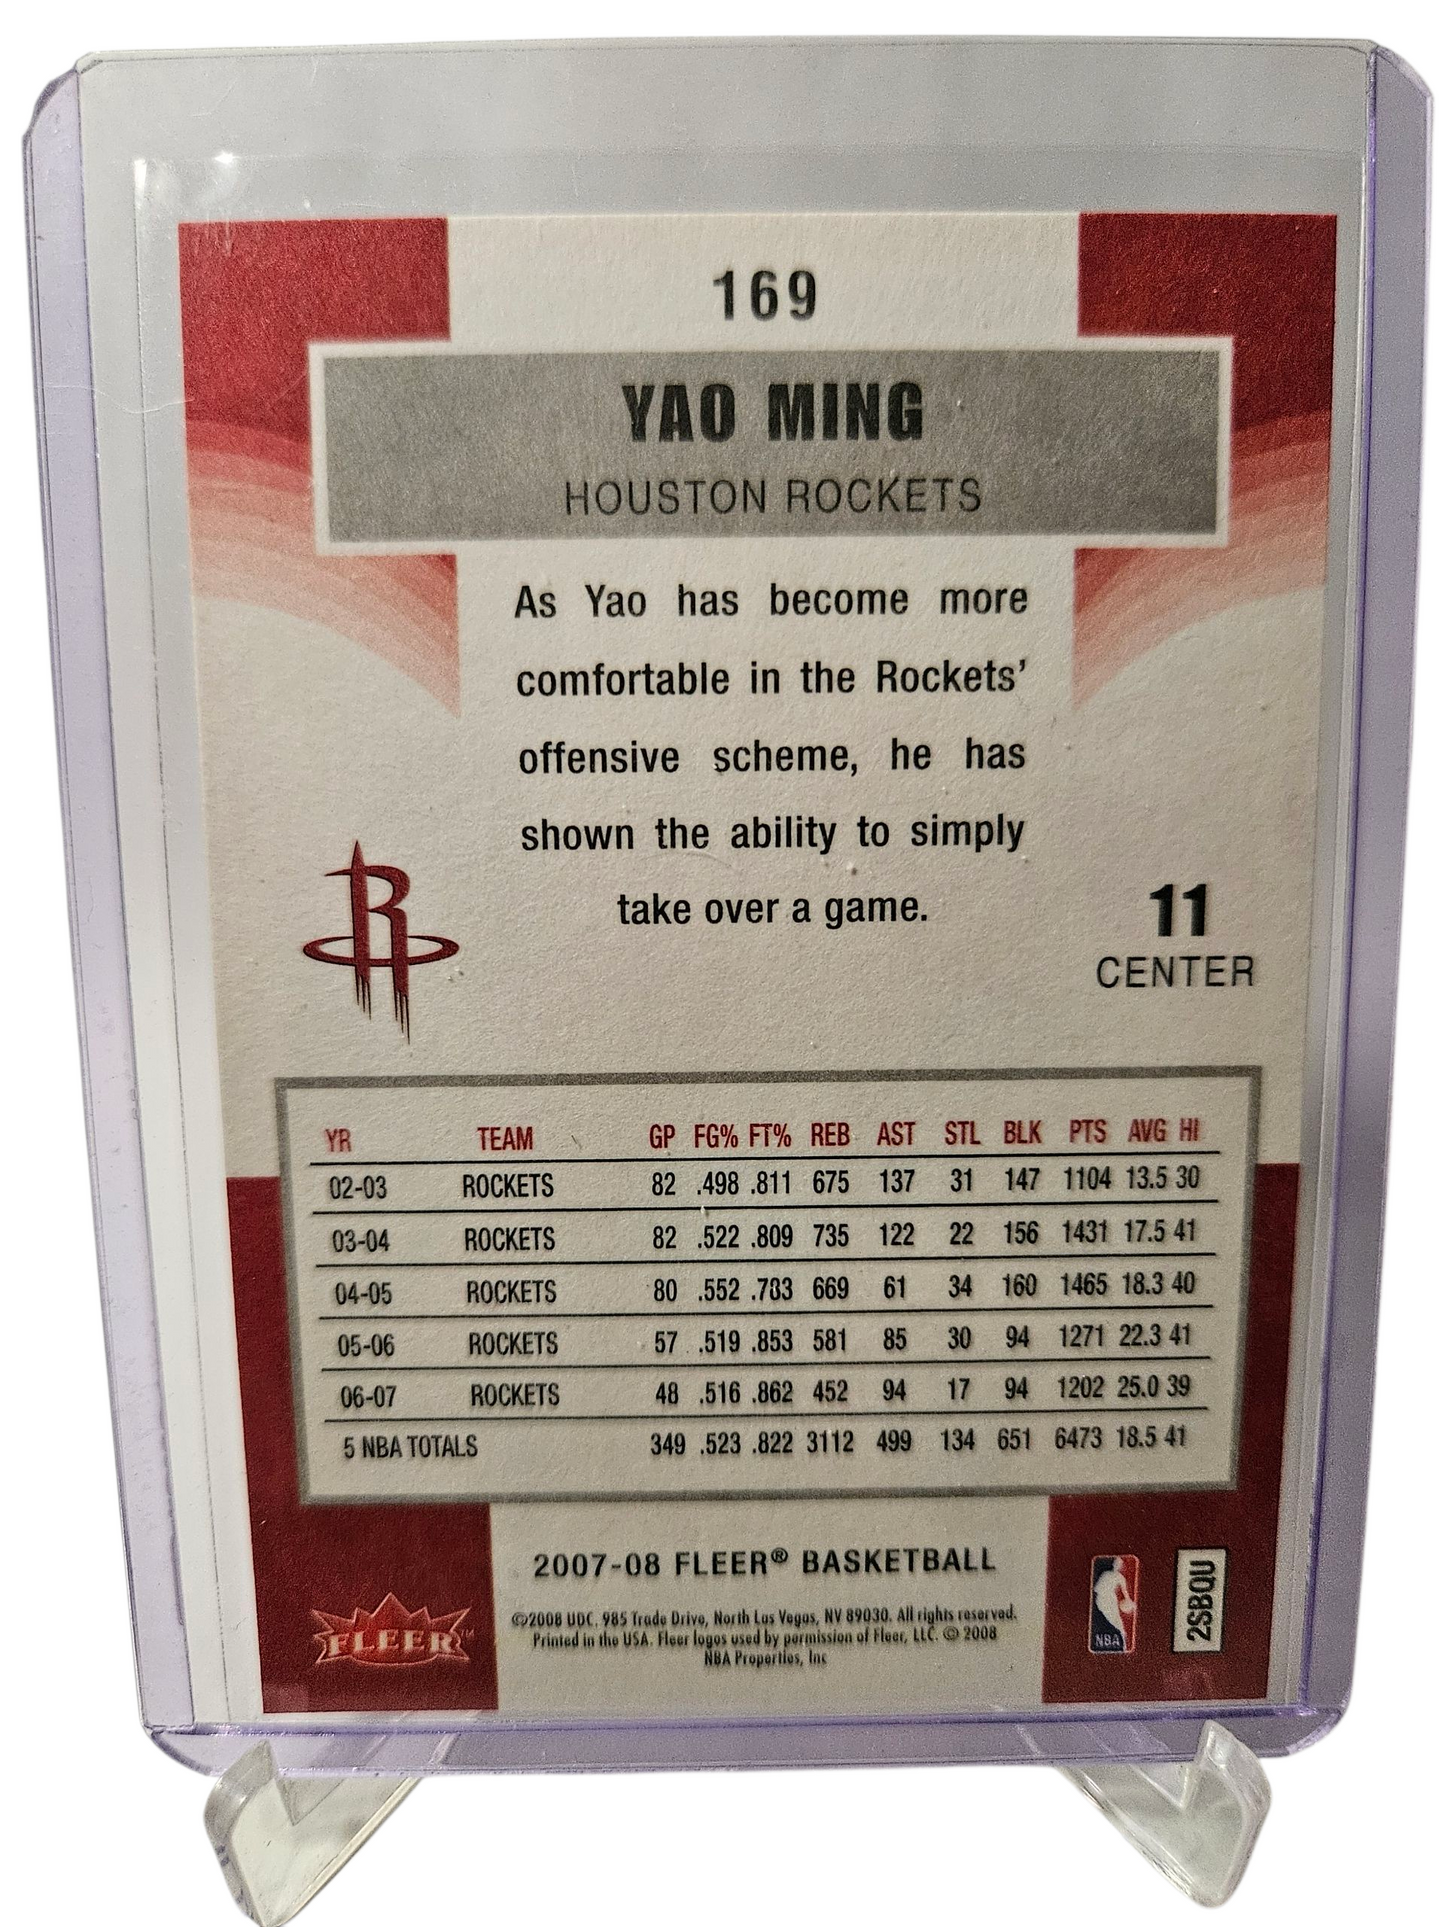 169
YAO MING
HOUSTON ROCKETS
As Yao has become more
comfortable in the Rockets'
offensive scheme, he has
shown the ability to simply
take over a game.
R
11
CENTER
YR TEAM GP FG% FT% REB AST STL BLK PTS AVG HI
02-03 ROCKETS 82 .498 .811 675 137 31 147 1104 13.5 30
03-04 ROCKETS 82 .522 .809 735 122 22 156 1431 17.5 41
04-05 ROCKETS 80 .552 .783 669 61 34 160 1465 18.3 40
05-06 ROCKETS 57 .519 .853 581 85 30 94 1271 22.3 41
06-07 ROCKETS 48 .516 .862 452 94 17 94 1202 25.0 39
5 NBA TOTALS 349 .523 .822 3112 499 134 651 6473 18.5 41
2007-08 FLEER® BASKETBALL
©2008 UDC. 985 Trade Drive, North Las Vegas, NV 89030. All rights reserved.
Printed in the USA. Fleer logos used by permission of Fleer, LLC. © 2008
NBA Properties, Inc
FLEER™
NBA
2SBQU